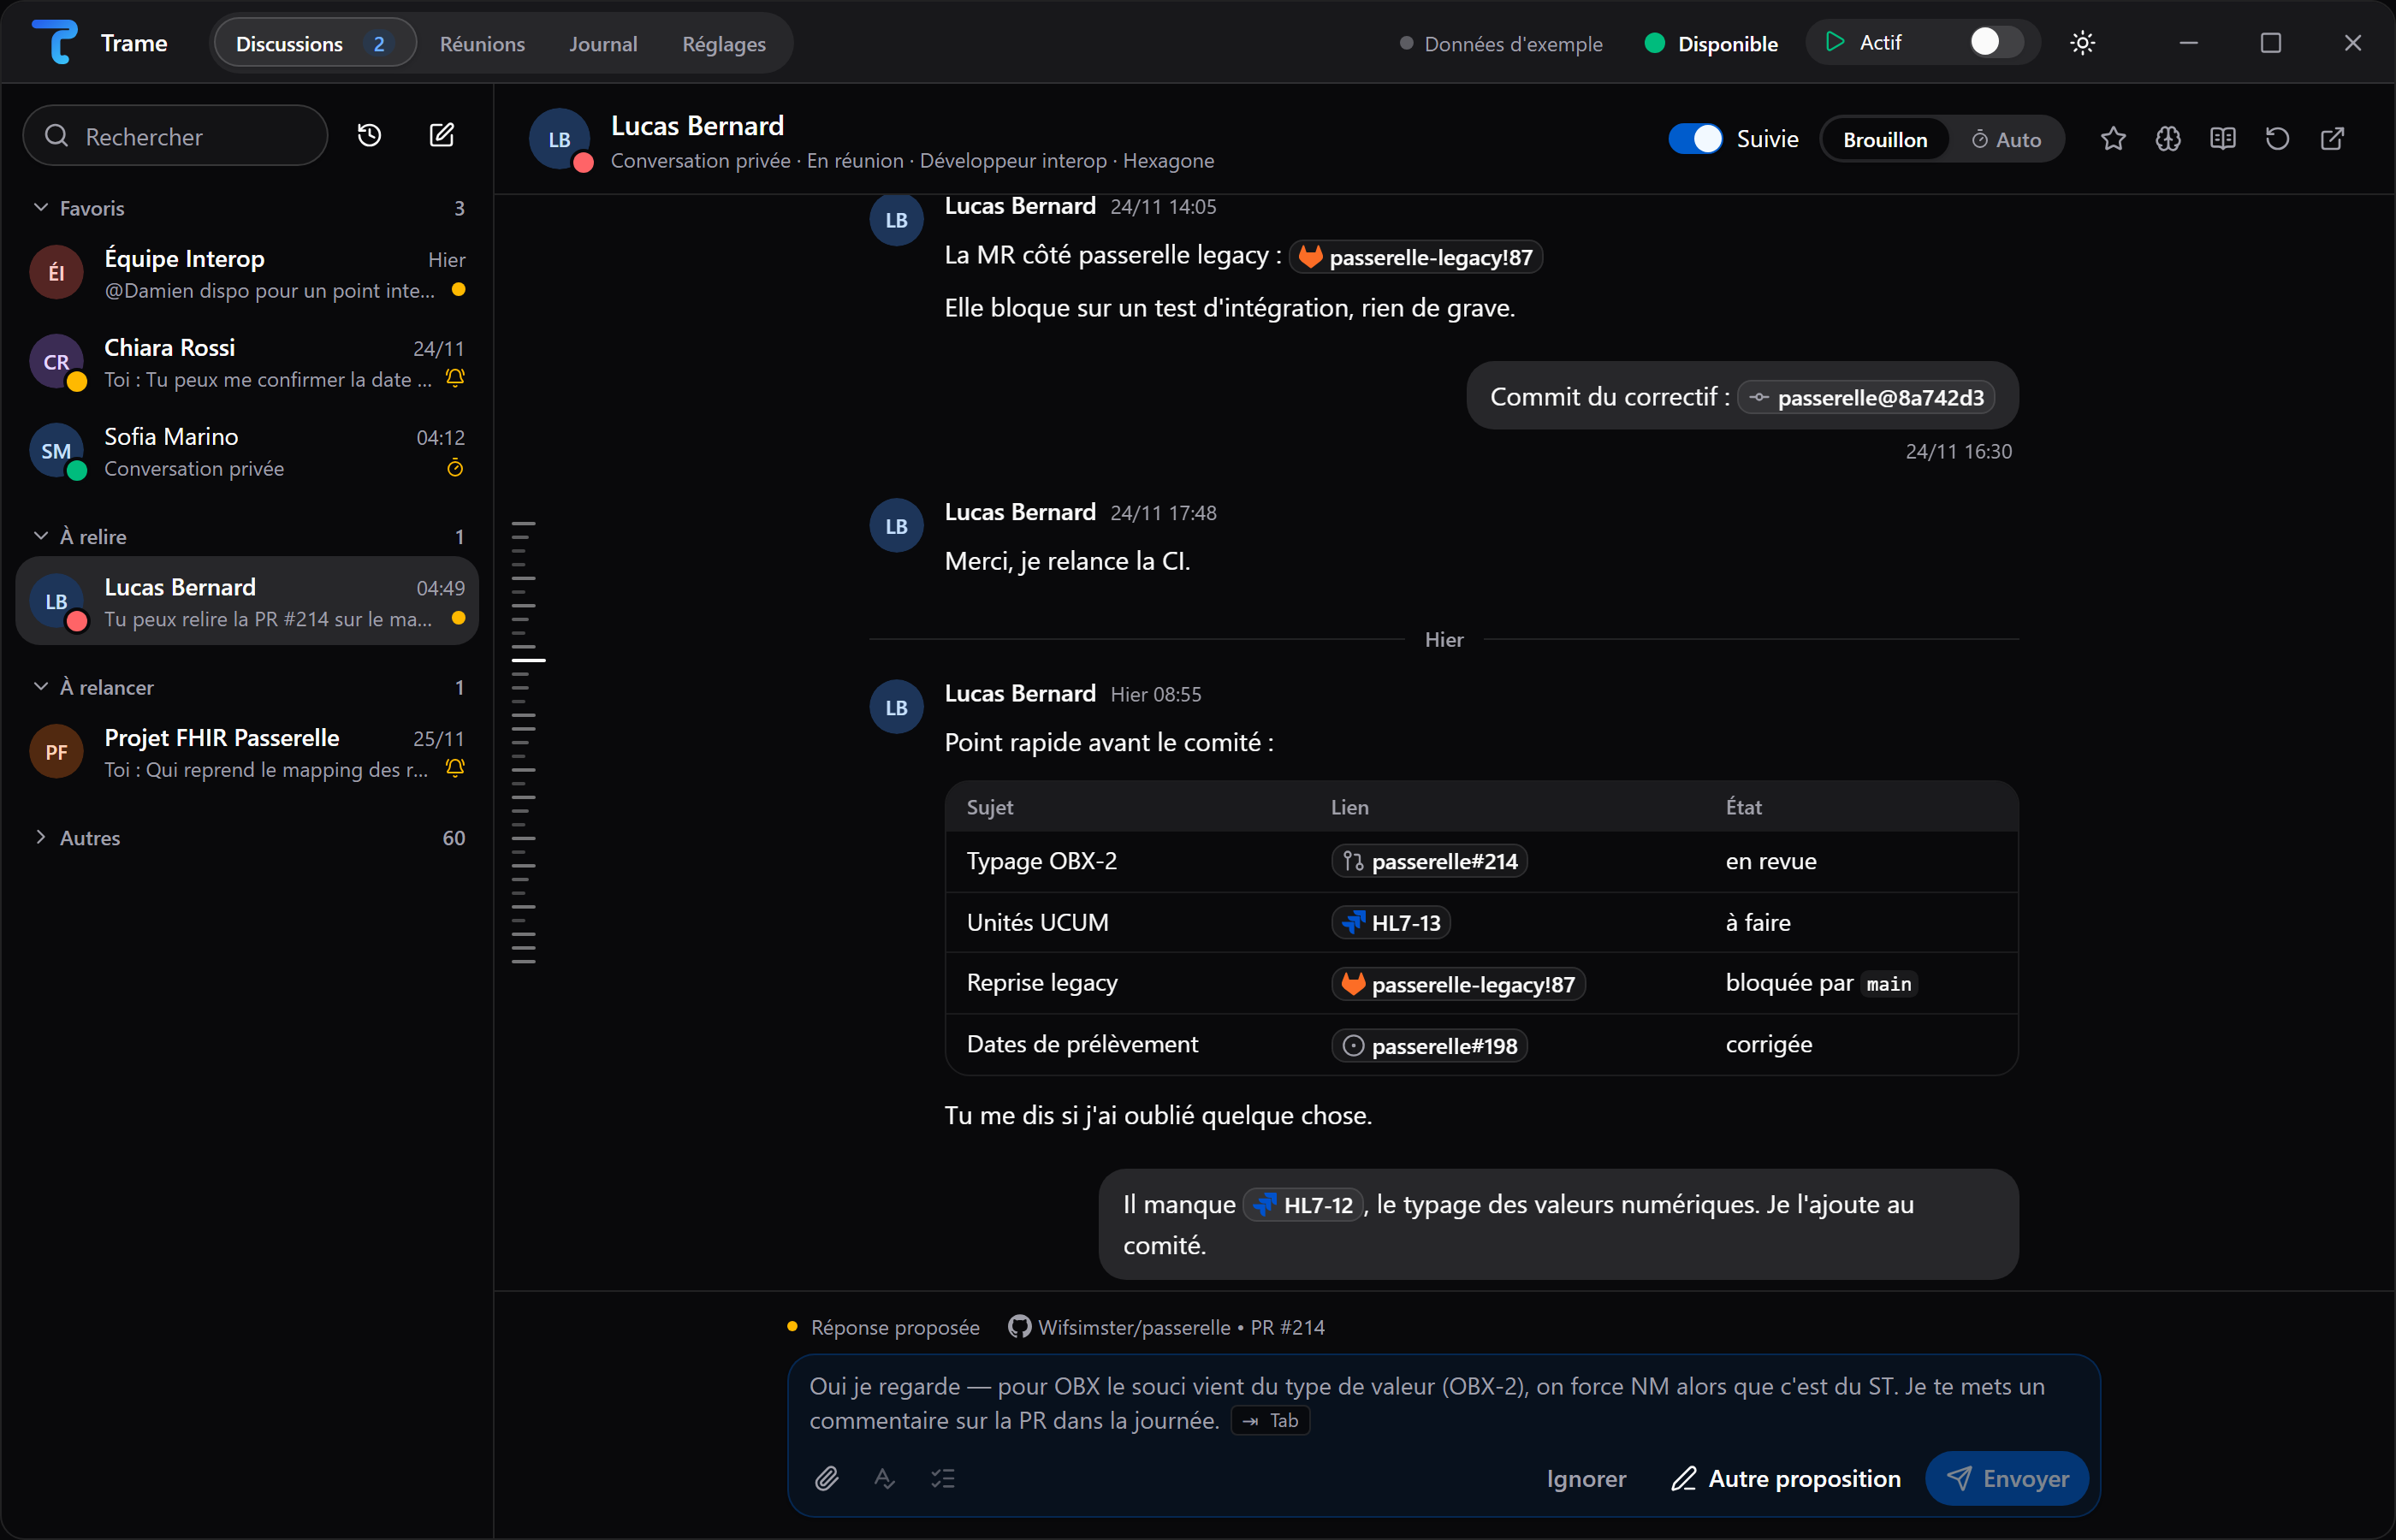 Trame
Discussions 2
Réunions
Journal
Réglages
Données d'exemple
Disponible
Actif
Rechercher
Favoris 3
ÉI
Équipe Interop Hier
@Damien dispo pour un point inte...
CR
Chiara Rossi 24/11
Toi : Tu peux me confirmer la date ...
SM
Sofia Marino 04:12
Conversation privée
À relire 1
LB
Lucas Bernard 04:49
Tu peux relire la PR #214 sur le ma...
À relancer 1
PF
Projet FHIR Passerelle 25/11
Toi : Qui reprend le mapping des r...
Autres 60
LB
Lucas Bernard
Conversation privée · En réunion · Développeur interop · Hexagone
Suivie
Brouillon
Auto
LB
Lucas Bernard 24/11 14:05
La MR côté passerelle legacy : passerelle-legacy!87
Elle bloque sur un test d'intégration, rien de grave.
Commit du correctif : passerelle@8a742d3
24/11 16:30
LB
Lucas Bernard 24/11 17:48
Merci, je relance la CI.
Hier
LB
Lucas Bernard Hier 08:55
Point rapide avant le comité :
Sujet Lien État
Typage OBX-2 passerelle#214 en revue
Unités UCUM HL7-13 à faire
Reprise legacy passerelle-legacy!87 bloquée par main
Dates de prélèvement passerelle#198 corrigée
Tu me dis si j'ai oublié quelque chose.
Il manque HL7-12, le typage des valeurs numériques. Je l'ajoute au
comité.
Réponse proposée Wifsimster/passerelle • PR #214
Oui je regarde — pour OBX le souci vient du type de valeur (OBX-2), on force NM alors que c'est du ST. Je te mets un
commentaire sur la PR dans la journée. ⇥ Tab
Ignorer
Autre proposition
Envoyer